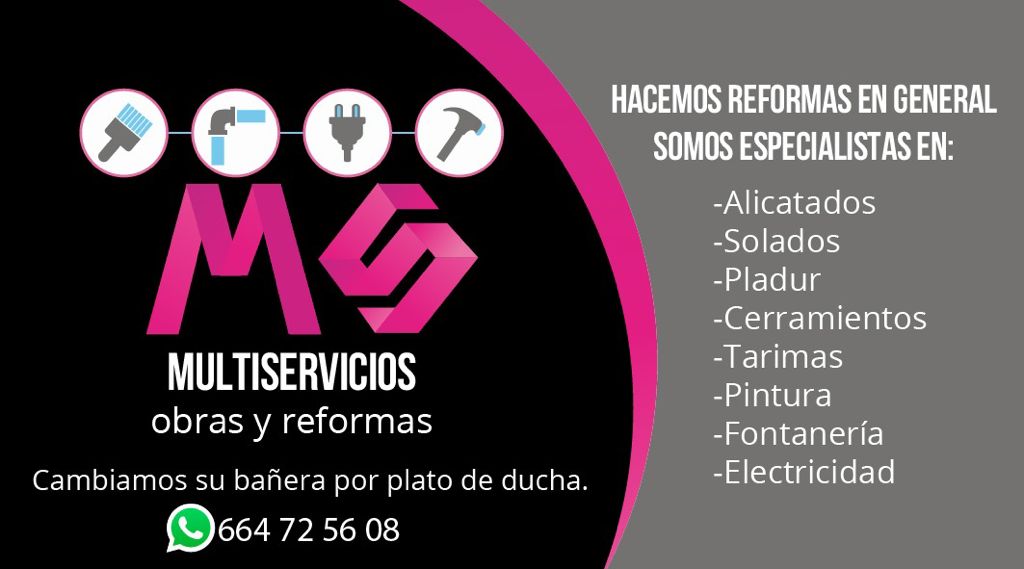 MS
MULTISERVICIOS
obras y reformas
Cambiamos su bañera por plato de ducha.
664 72 56 08
HACEMOS REFORMAS EN GENERAL
SOMOS ESPECIALISTAS EN:
-Alicatados
-Solados
-Pladur
-Cerramientos
-Tarimas
-Pintura
-Fontanería
-Electricidad